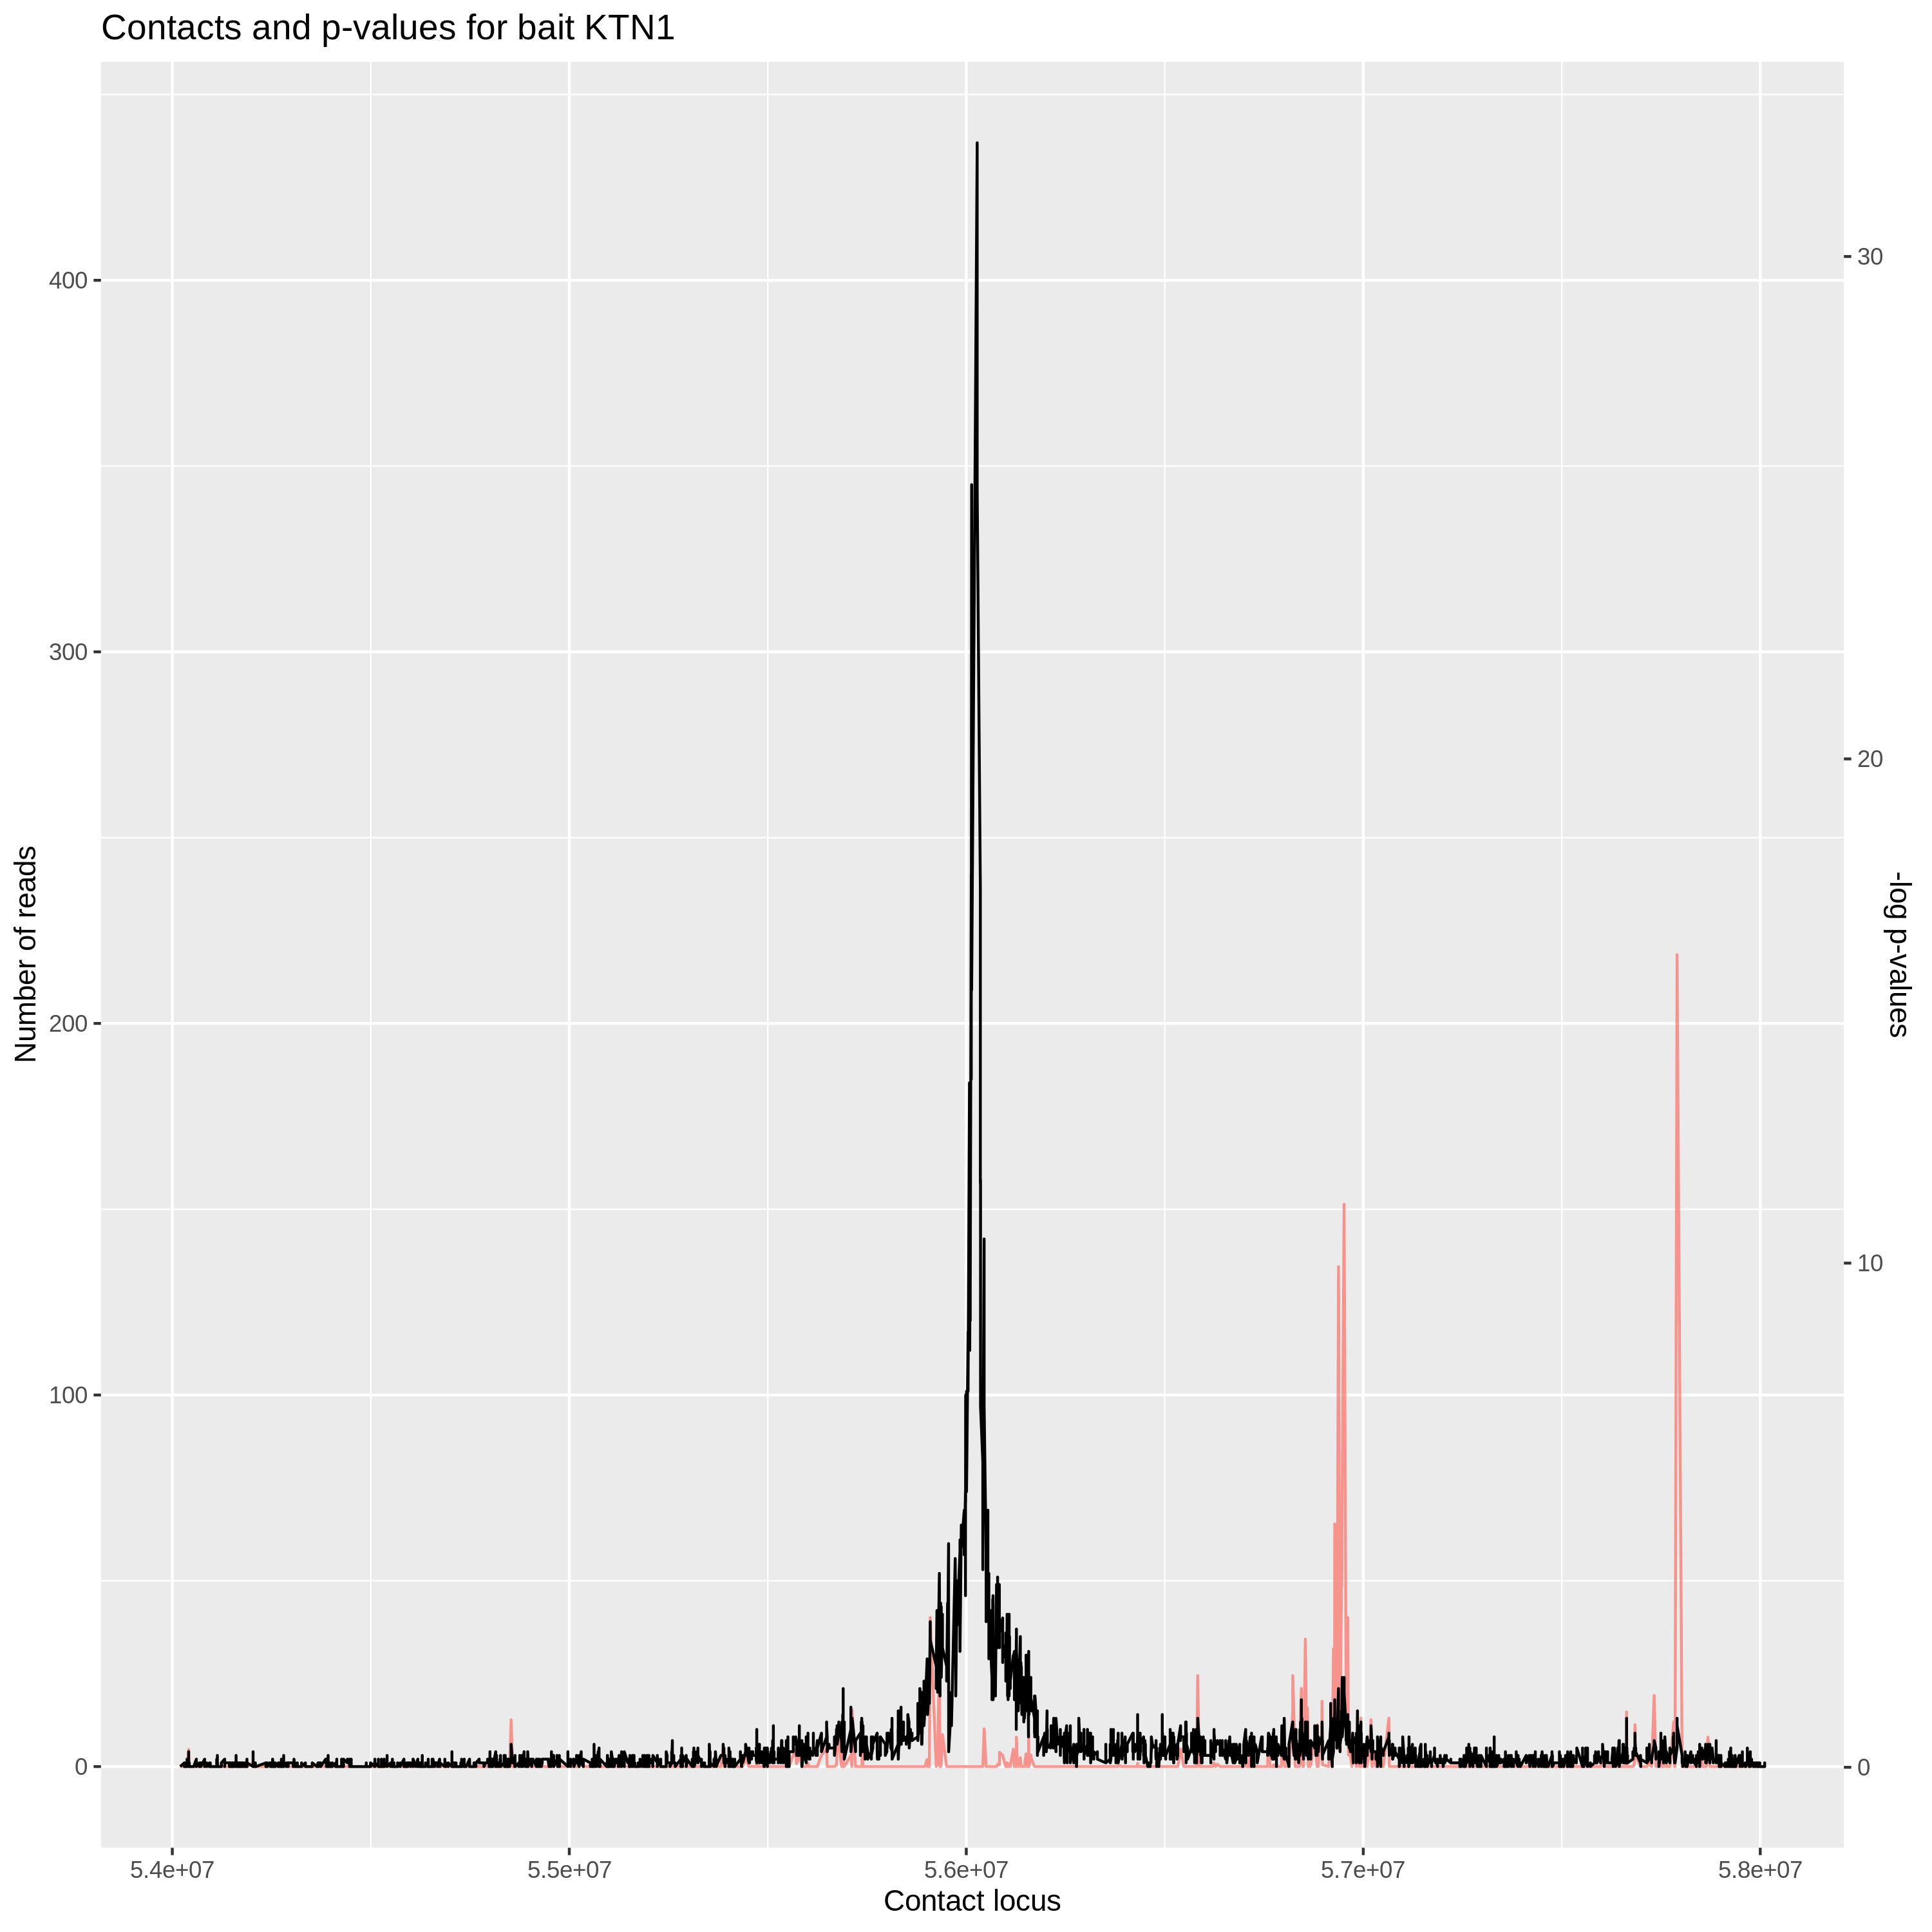 Contacts and p-values for bait KTN1
Number of reads
400
300
200
100
0
30
20
10
0
-log p-values
5.4e+07
5.5e+07
5.6e+07
5.7e+07
5.8e+07
Contact locus